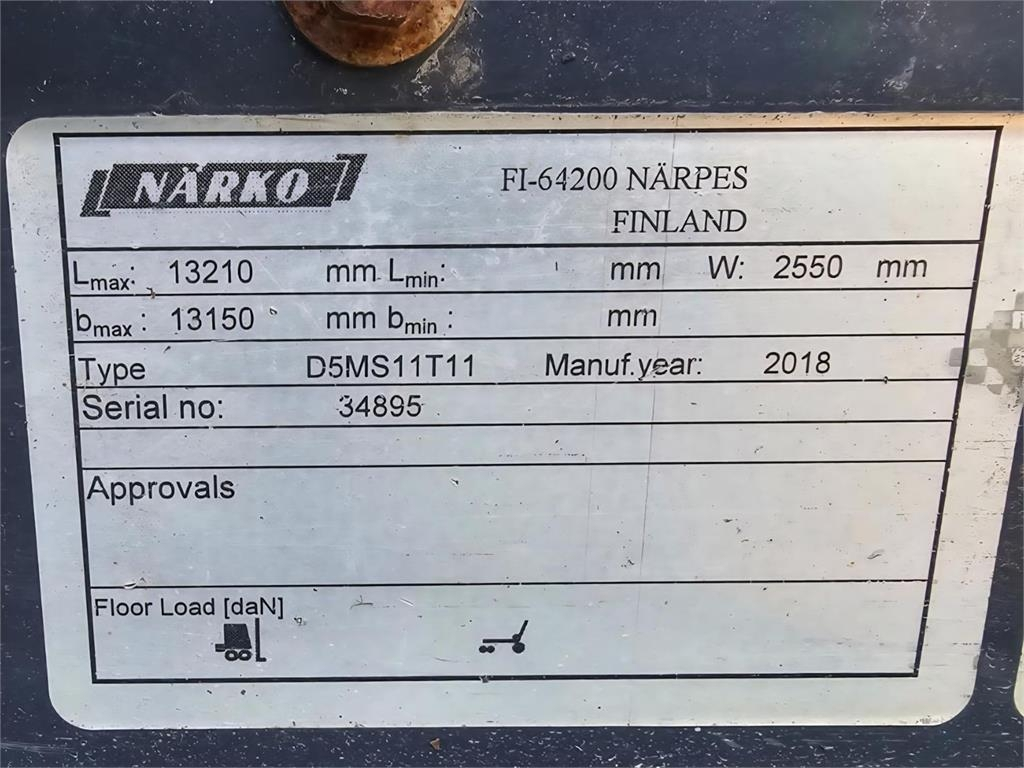 NÄRKO
FI-64200 NÄRPES
FINLAND
Lmax: 13210 mm Lmin: mm W: 2550 mm
bmax : 13150 mm bmin : mm
Type D5MS11T11 Manuf.year: 2018
Serial no: 34895
Approvals
Floor Load [daN]